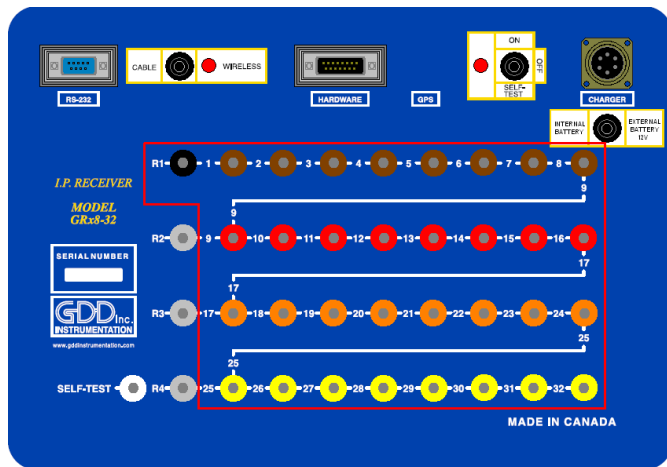 ON
OFF
SELF-
TEST
CABLE
WIRELESS
RS-232
HARDWARE
GPS
CHARGER
INTERNAL
BATTERY
EXTERNAL
BATTERY
12V
R1 1 2 3 4 5 6 7 8
9
I.P. RECEIVER
MODEL
GRx8-32
9
R2 9 10 11 12 13 14 15 16
17
SERIAL NUMBER
17
R3 17 18 19 20 21 22 23 24
GDD Inc.
INSTRUMENTATION
www.gddinstrumentation.com
25
25
SELF-TEST R4 25 26 27 28 29 30 31 32
MADE IN CANADA